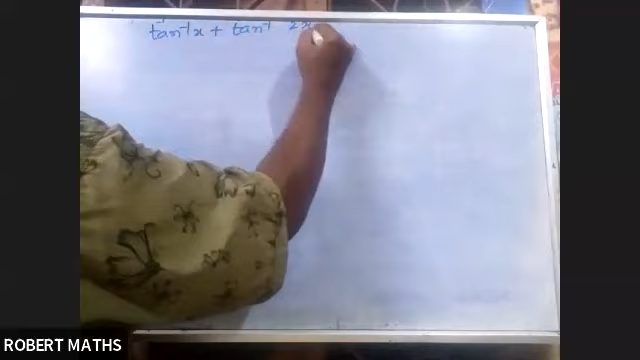 tan⁻¹x + tan⁻¹ 2x
ROBERT MATHS